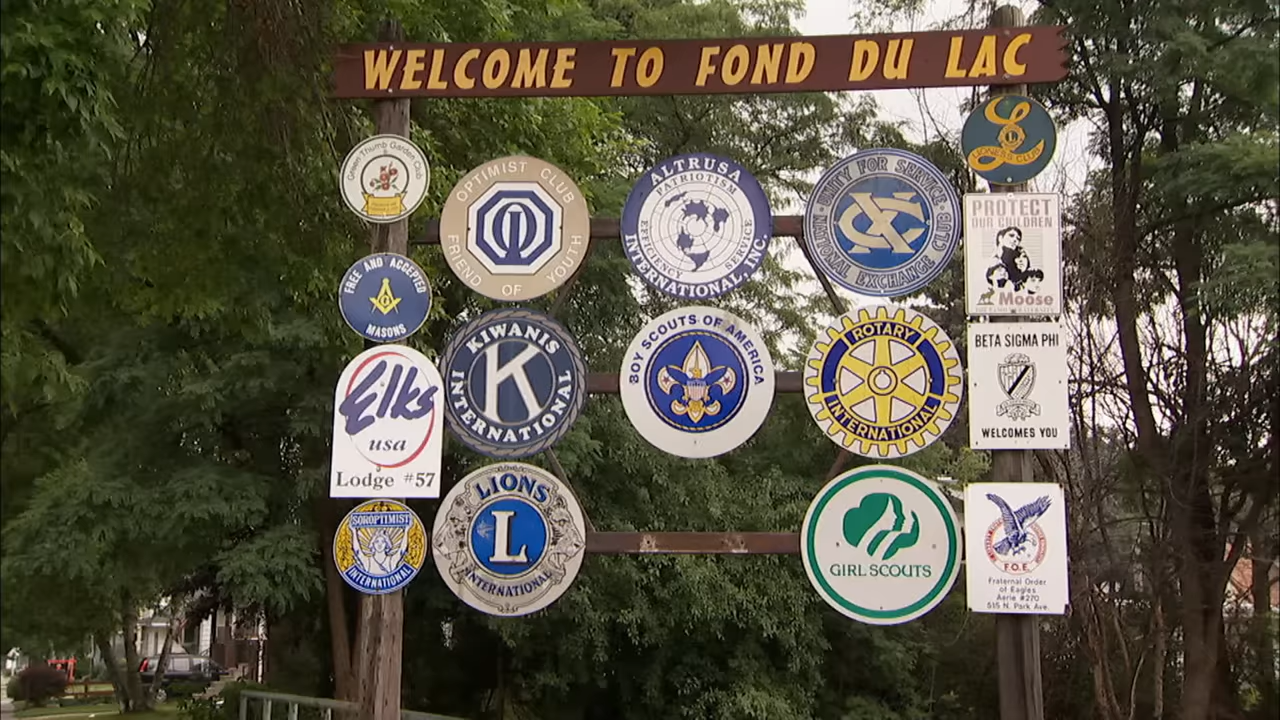 WELCOME TO FOND DU LAC
Green Thumb Garden Club
OPTIMIST CLUB
FRIEND OF YOUTH
ALTRUSA
PATRIOTISM
EFFICIENCY
SERVICE
INTERNATIONAL, INC.
UNITY FOR SERVICE
XC
NATIONAL EXCHANGE CLUB
L
L
LIONESS CLUB
PROTECT
OUR CHILDREN
Moose
FREE AND ACCEPTED
G
MASONS
KIWANIS
K
INTERNATIONAL
BOY SCOUTS OF AMERICA
ROTARY
INTERNATIONAL
BETA SIGMA PHI
WELCOMES YOU
Elks
usa
Lodge #57
SOROPTIMIST
INTERNATIONAL
LIONS
L
INTERNATIONAL
GIRL SCOUTS
F.O.E.
Fraternal Order
of Eagles
Aerie #270
515 N. Park Ave.